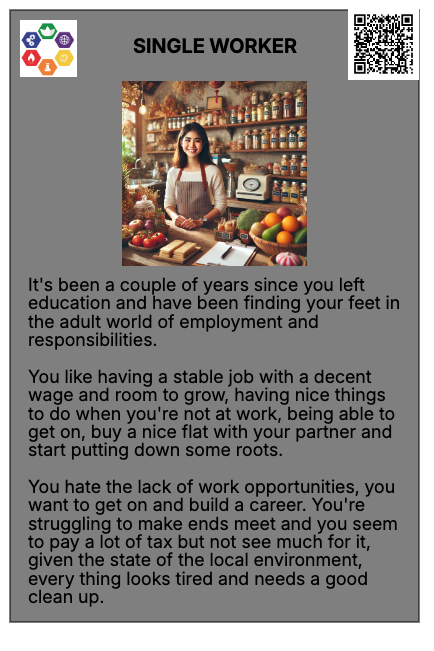 SINGLE WORKER
It's been a couple of years since you left
education and have been finding your feet in
the adult world of employment and
responsibilities.
You like having a stable job with a decent
wage and room to grow, having nice things
to do when you're not at work, being able to
get on, buy a nice flat with your partner and
start putting down some roots.
You hate the lack of work opportunities, you
want to get on and build a career. You're
struggling to make ends meet and you seem
to pay a lot of tax but not see much for it,
given the state of the local environment,
every thing looks tired and needs a good
clean up.